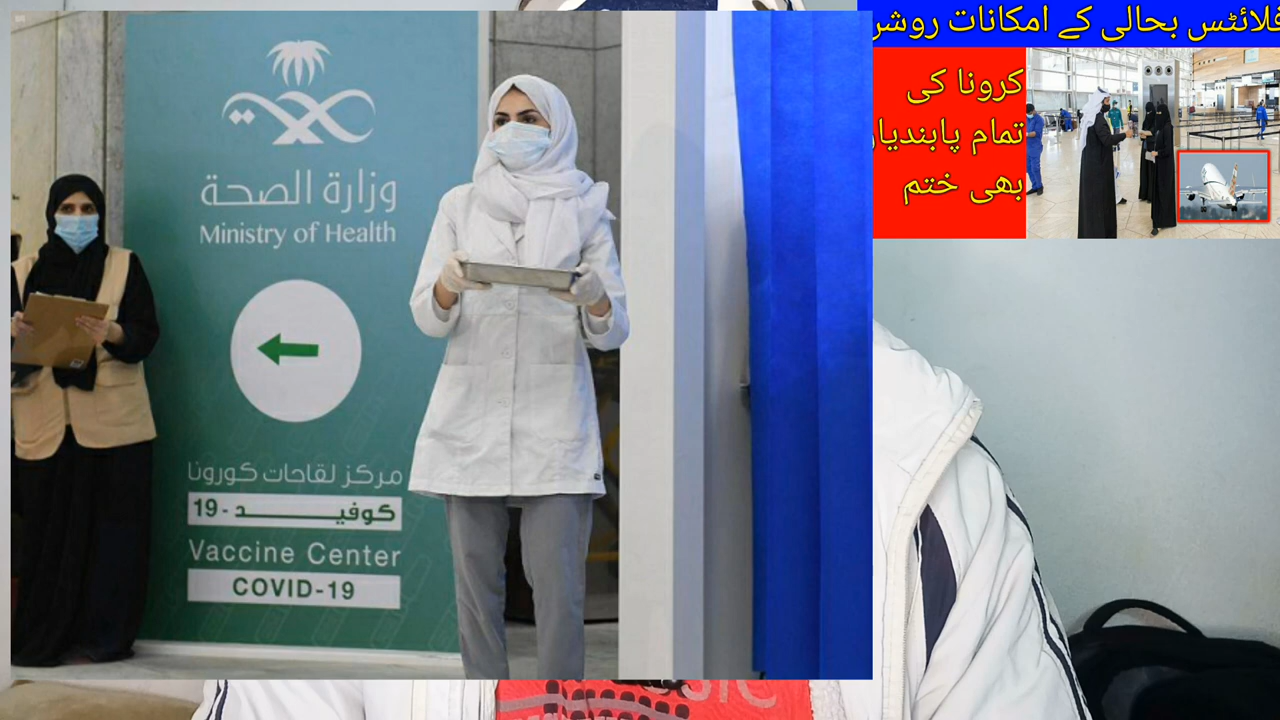 فلائٹس بحالی کے امکانات روشن
کرونا کی
تمام پابندیاں
بھی ختم
وزارة الصحة
Ministry of Health
مركز لقاحات كورونا
كوفيد - 19
Vaccine Center
COVID-19